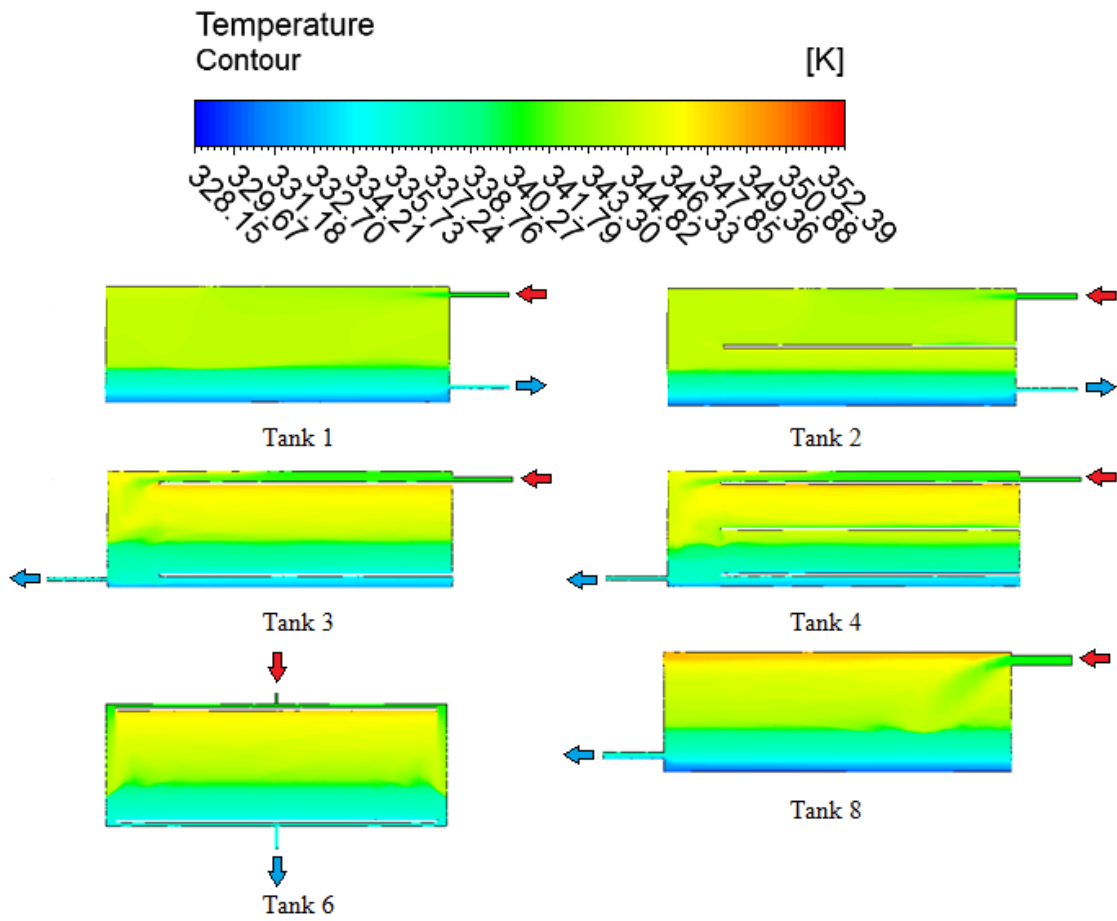 Temperature
Contour [K]
328.15 329.67 331.18 332.70 334.21 335.73 337.24 338.76 340.27 341.79 343.30 344.82 346.33 347.85 349.36 350.88 352.39
Tank 1 Tank 2
Tank 3 Tank 4
Tank 8
Tank 6